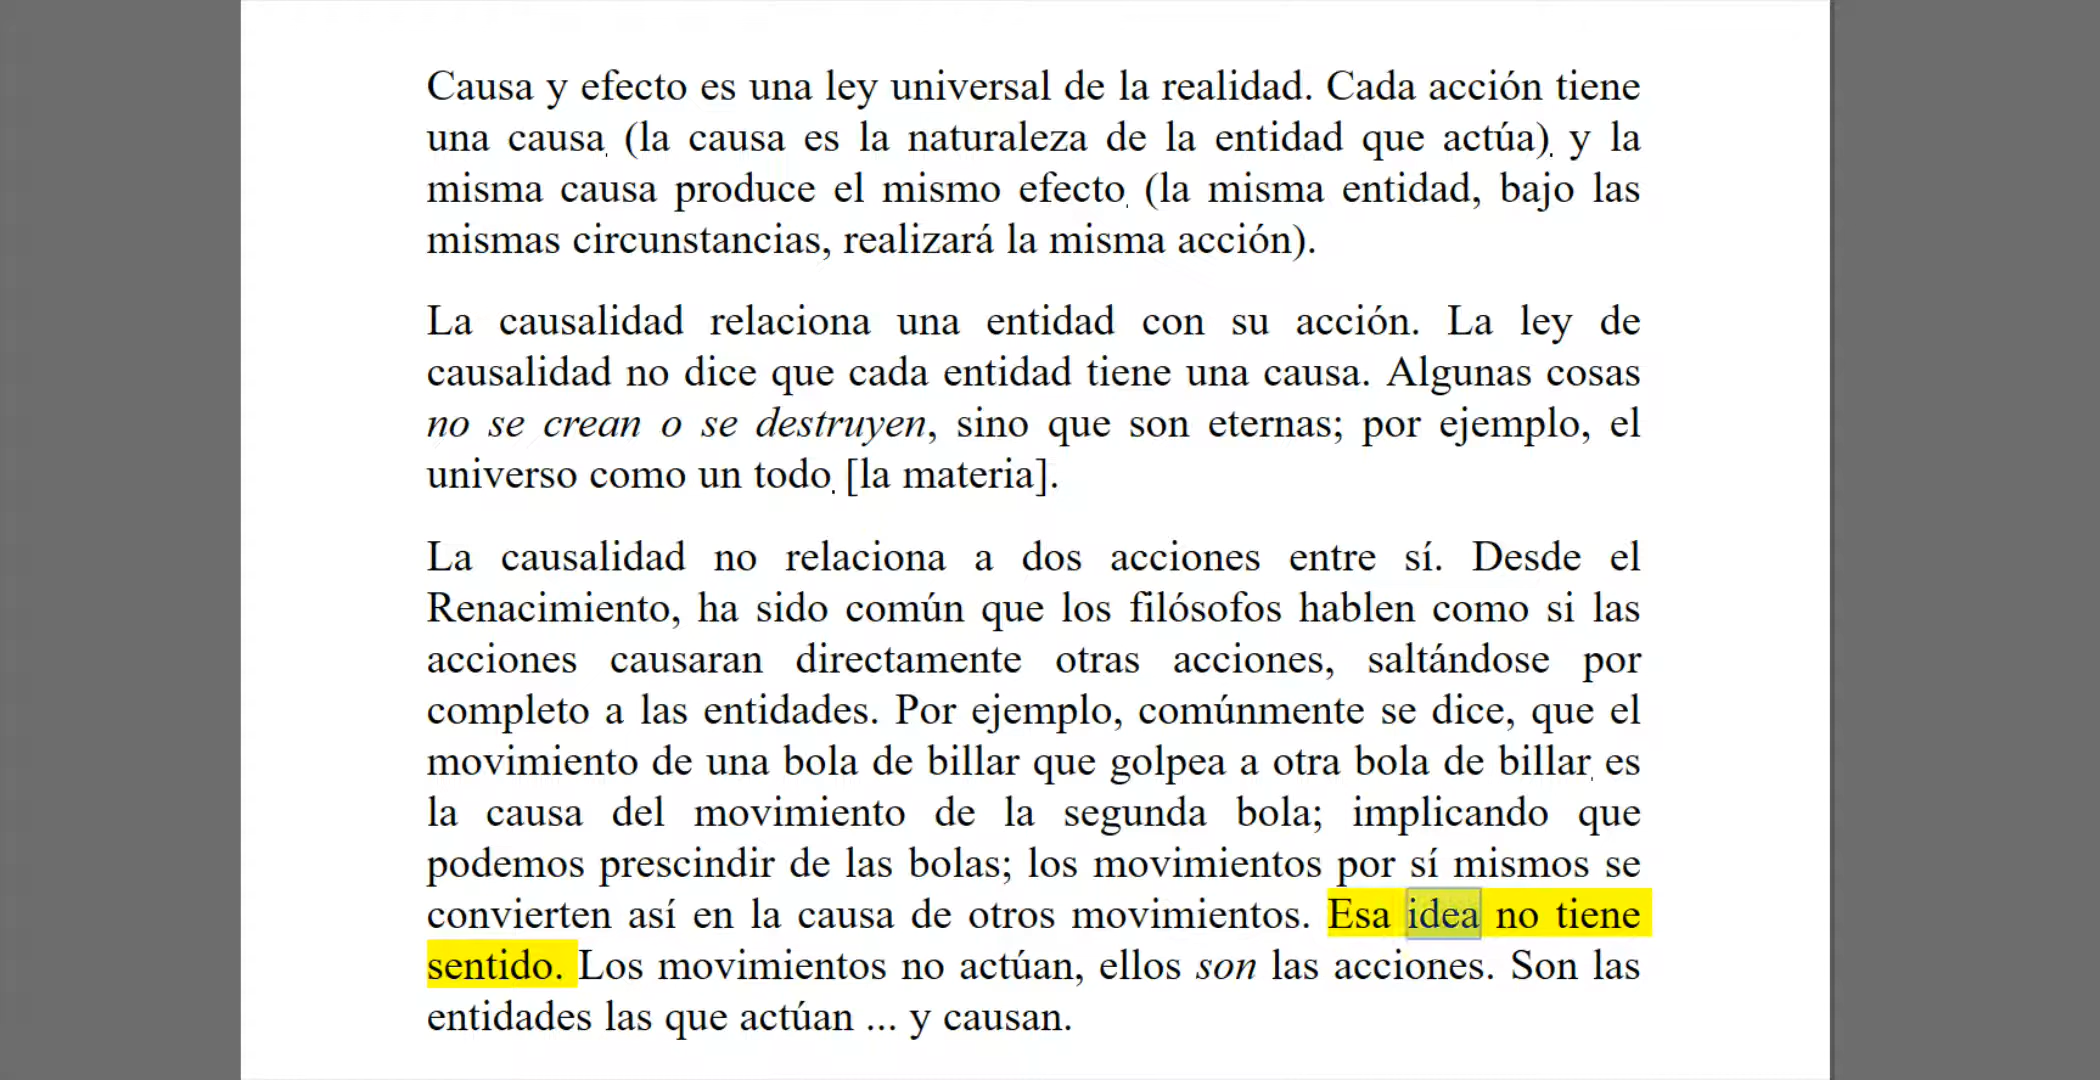 Causa y efecto es una ley universal de la realidad. Cada acción tiene
una causa (la causa es la naturaleza de la entidad que actúa) y la
misma causa produce el mismo efecto (la misma entidad, bajo las
mismas circunstancias, realizará la misma acción).
La causalidad relaciona una entidad con su acción. La ley de
causalidad no dice que cada entidad tiene una causa. Algunas cosas
no se crean o se destruyen, sino que son eternas; por ejemplo, el
universo como un todo [la materia].
La causalidad no relaciona a dos acciones entre sí. Desde el
Renacimiento, ha sido común que los filósofos hablen como si las
acciones causaran directamente otras acciones, saltándose por
completo a las entidades. Por ejemplo, comúnmente se dice, que el
movimiento de una bola de billar que golpea a otra bola de billar es
la causa del movimiento de la segunda bola; implicando que
podemos prescindir de las bolas; los movimientos por sí mismos se
convierten así en la causa de otros movimientos. Esa idea no tiene
sentido. Los movimientos no actúan, ellos son las acciones. Son las
entidades las que actúan ... y causan.